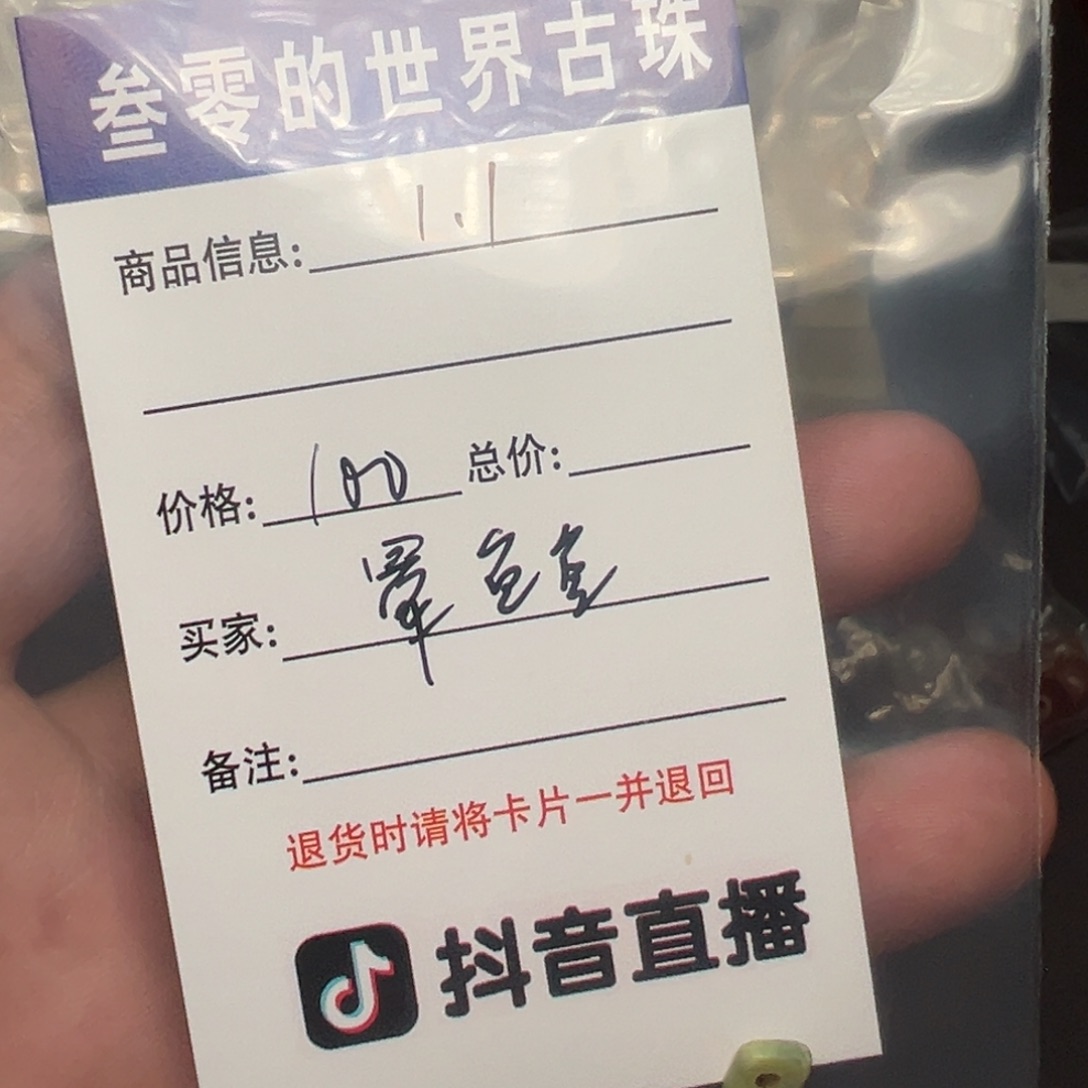 叁零的世界古珠
商品信息: 1.1
价格: 100 总价:
买家:
备注:
退货时请将卡片一并退回
抖音直播